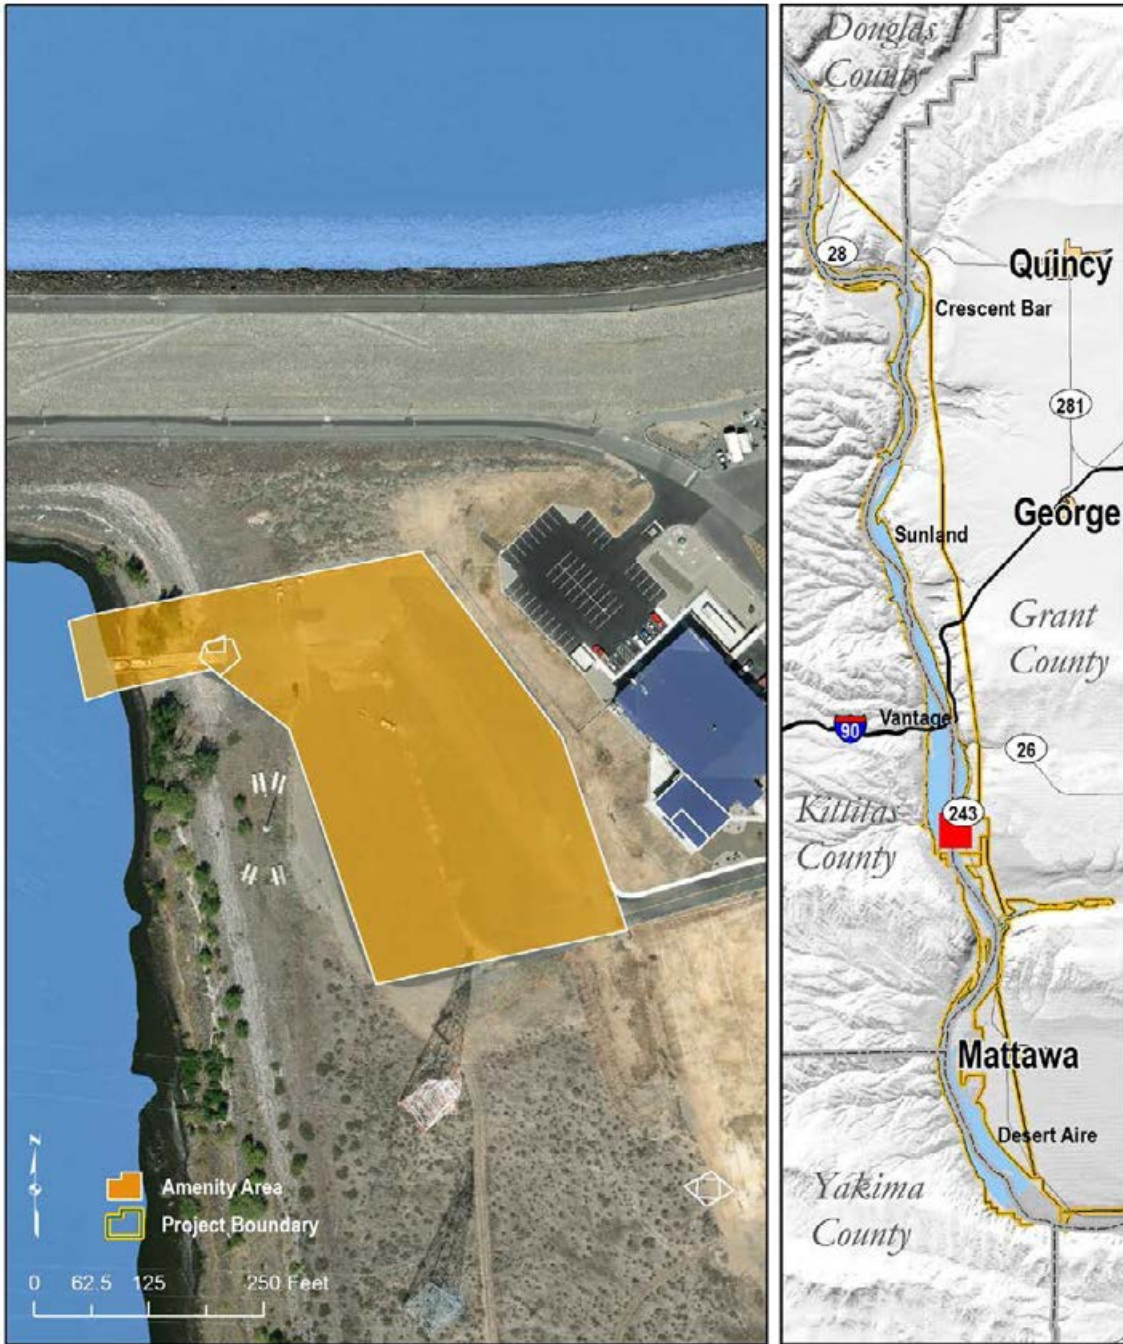 N
Amenity Area
Project Boundary
0 62.5 125 250 Feet
Douglas
County
28
Quincy
Crescent Bar
281
George
Sunland
Grant
County
Vantage
90
26
243
Kittitas
County
Mattawa
Desert Aire
Yakima
County